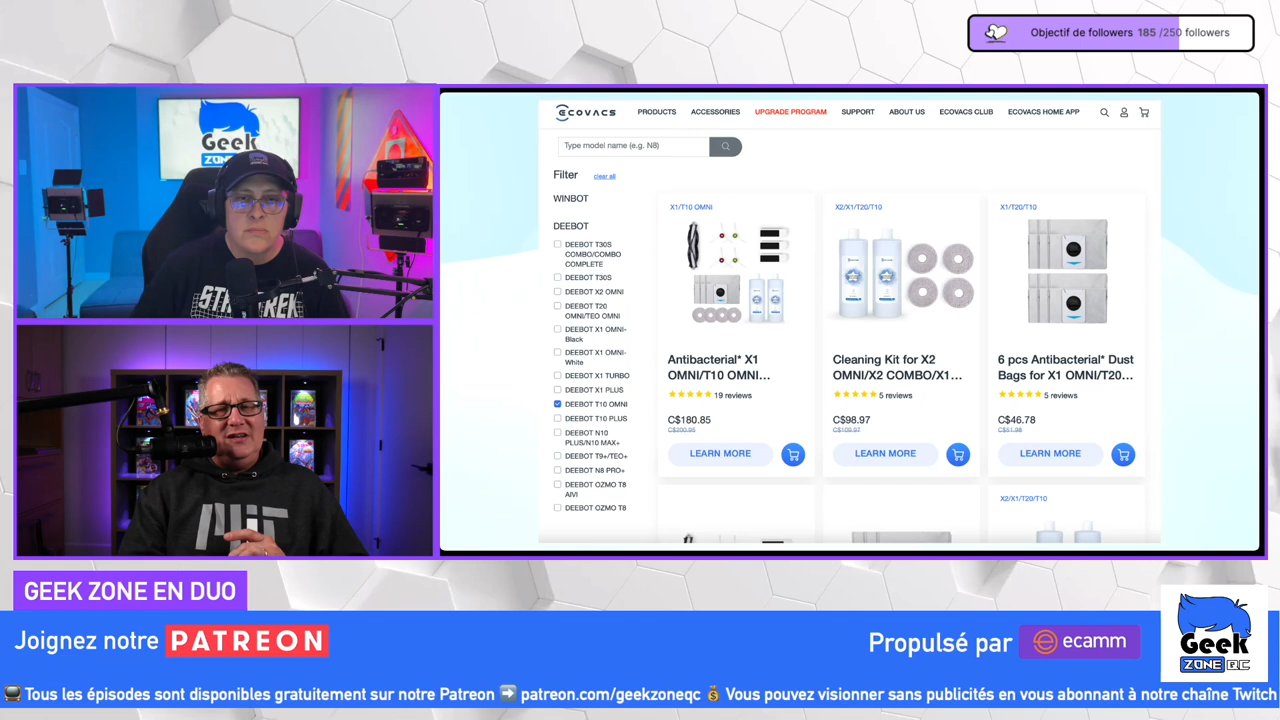 Objectif de followers 185 /250 followers
Geek
ZONE
STAR TREK
MiT
ECOVACS
PRODUCTS
ACCESSORIES
UPGRADE PROGRAM
SUPPORT
ABOUT US
ECOVACS CLUB
ECOVACS HOME APP
Type model name (e.g. N8)
Filter
clear all
WINBOT
DEEBOT
DEEBOT T30S
COMBO/COMBO
COMPLETE
DEEBOT T30S
DEEBOT X2 OMNI
DEEBOT T20
OMNI/TEO OMNI
DEEBOT X1 OMNI-
Black
DEEBOT X1 OMNI-
White
DEEBOT X1 TURBO
DEEBOT X1 PLUS
DEEBOT T10 OMNI
DEEBOT T10 PLUS
DEEBOT N10
PLUS/N10 MAX+
DEEBOT T9+/TEO+
DEEBOT N8 PRO+
DEEBOT OZMO T8
AIVI
DEEBOT OZMO T8
X1/T10 OMNI
Antibacterial* X1
OMNI/T10 OMNI...
19 reviews
C$180.85
C$200.95
LEARN MORE
X2/X1/T20/T10
Cleaning Kit for X2
OMNI/X2 COMBO/X1...
5 reviews
C$98.97
C$109.97
LEARN MORE
X1/T20/T10
6 pcs Antibacterial* Dust
Bags for X1 OMNI/T20...
5 reviews
C$46.78
C$51.98
LEARN MORE
X2/X1/T20/T10
GEEK ZONE EN DUO
Joignez notre PATREON
Propulsé par ecamm
Geek
ZONE QC
📺 Tous les épisodes sont disponibles gratuitement sur notre Patreon ➡️ patreon.com/geekzoneqc 💰 Vous pouvez visionner sans publicités en vous abonnant à notre chaîne Twitch